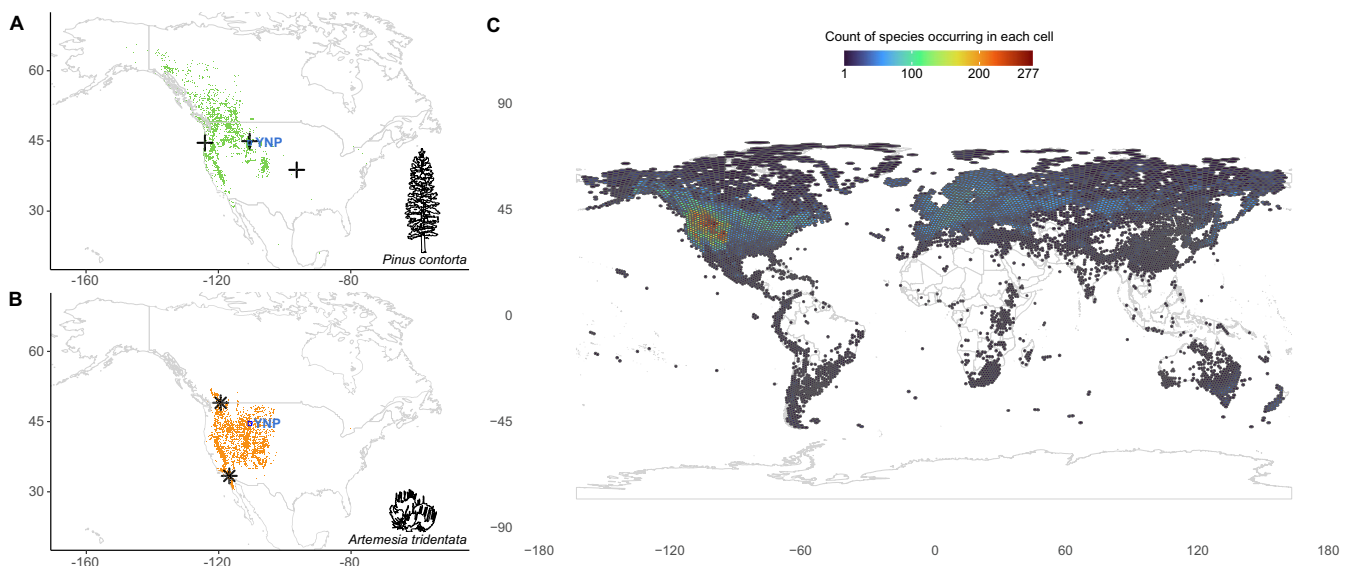 A
60
45
30
YNP
Pinus contorta
-160
-120
-80
B
60
45
30
YNP
Artemesia tridentata
-160
-120
-80
C
Count of species occurring in each cell
1 100 200 277
90
45
0
−45
−90
−180 −120 −60 0 60 120 180